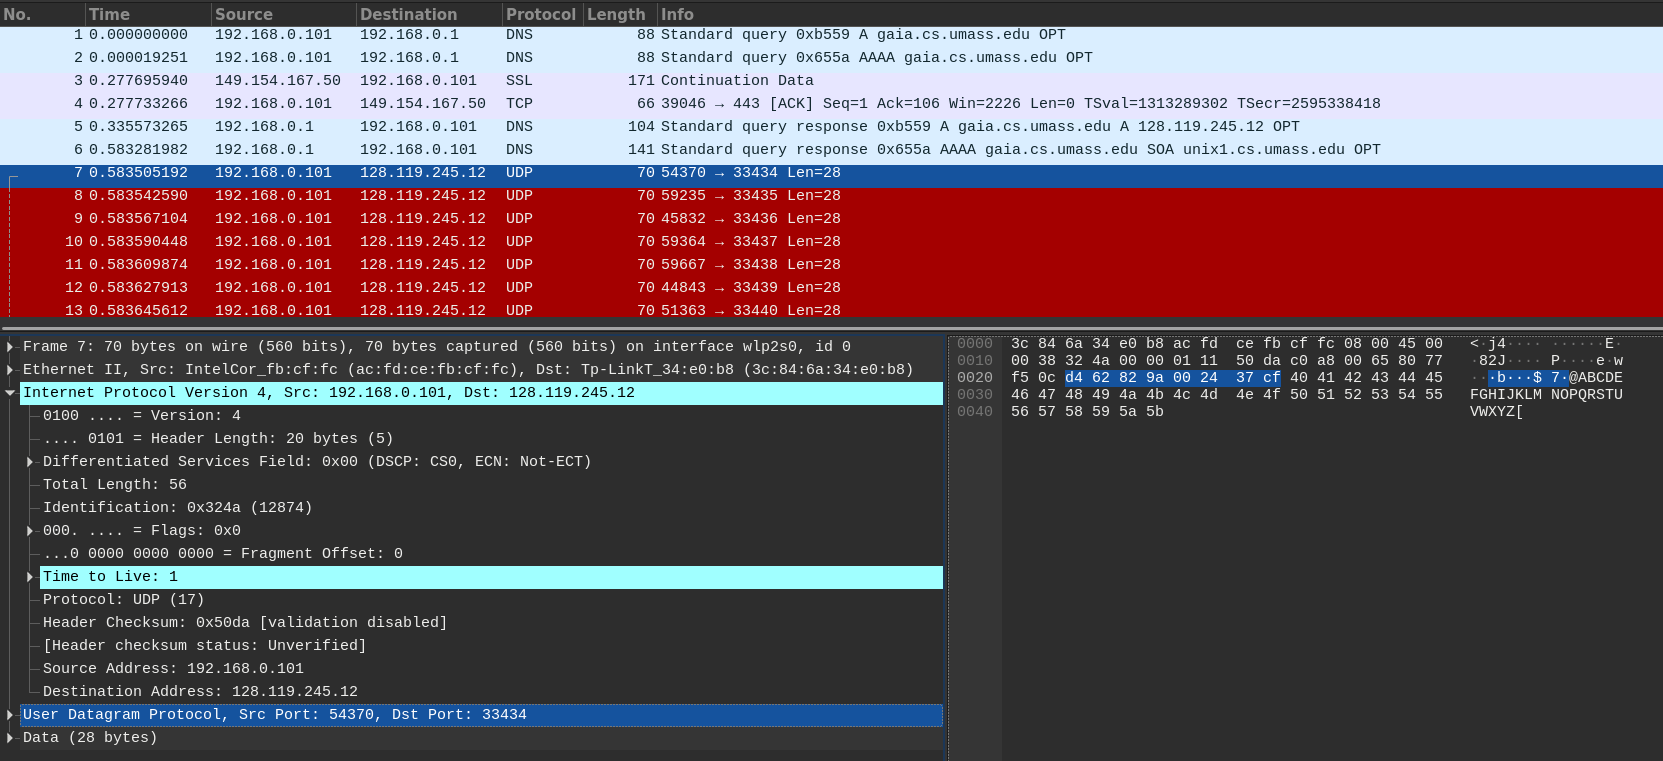 No. Time Source Destination Protocol Length Info
1 0.000000000 192.168.0.101 192.168.0.1 DNS 88 Standard query 0xb559 A gaia.cs.umass.edu OPT
2 0.000019251 192.168.0.101 192.168.0.1 DNS 88 Standard query 0x655a AAAA gaia.cs.umass.edu OPT
3 0.277695940 149.154.167.50 192.168.0.101 SSL 171 Continuation Data
4 0.277733266 192.168.0.101 149.154.167.50 TCP 66 39046 → 443 [ACK] Seq=1 Ack=106 Win=2226 Len=0 TSval=1313289302 TSecr=2595338418
5 0.335573265 192.168.0.1 192.168.0.101 DNS 104 Standard query response 0xb559 A gaia.cs.umass.edu A 128.119.245.12 OPT
6 0.583281982 192.168.0.1 192.168.0.101 DNS 141 Standard query response 0x655a AAAA gaia.cs.umass.edu SOA unix1.cs.umass.edu OPT
7 0.583505192 192.168.0.101 128.119.245.12 UDP 70 54370 → 33434 Len=28
8 0.583542590 192.168.0.101 128.119.245.12 UDP 70 59235 → 33435 Len=28
9 0.583567104 192.168.0.101 128.119.245.12 UDP 70 45832 → 33436 Len=28
10 0.583590448 192.168.0.101 128.119.245.12 UDP 70 59364 → 33437 Len=28
11 0.583609874 192.168.0.101 128.119.245.12 UDP 70 59667 → 33438 Len=28
12 0.583627913 192.168.0.101 128.119.245.12 UDP 70 44843 → 33439 Len=28
13 0.583645612 192.168.0.101 128.119.245.12 UDP 70 51363 → 33440 Len=28
Frame 7: 70 bytes on wire (560 bits), 70 bytes captured (560 bits) on interface wlp2s0, id 0
Ethernet II, Src: IntelCor_fb:cf:fc (ac:fd:ce:fb:cf:fc), Dst: Tp-LinkT_34:e0:b8 (3c:84:6a:34:e0:b8)
Internet Protocol Version 4, Src: 192.168.0.101, Dst: 128.119.245.12
0100 .... = Version: 4
.... 0101 = Header Length: 20 bytes (5)
Differentiated Services Field: 0x00 (DSCP: CS0, ECN: Not-ECT)
Total Length: 56
Identification: 0x324a (12874)
000. .... = Flags: 0x0
...0 0000 0000 0000 = Fragment Offset: 0
Time to Live: 1
Protocol: UDP (17)
Header Checksum: 0x50da [validation disabled]
[Header checksum status: Unverified]
Source Address: 192.168.0.101
Destination Address: 128.119.245.12
User Datagram Protocol, Src Port: 54370, Dst Port: 33434
Data (28 bytes)
0000 3c 84 6a 34 e0 b8 ac fd ce fb cf fc 08 00 45 00 <·j4···· ······E·
0010 00 38 32 4a 00 00 01 11 50 da c0 a8 00 65 80 77 ·82J···· P····e·w
0020 f5 0c d4 62 82 9a 00 24 37 cf 40 41 42 43 44 45 ···b···$ 7·@ABCDE
0030 46 47 48 49 4a 4b 4c 4d 4e 4f 50 51 52 53 54 55 FGHIJKLM NOPQRSTU
0040 56 57 58 59 5a 5b VWXYZ[